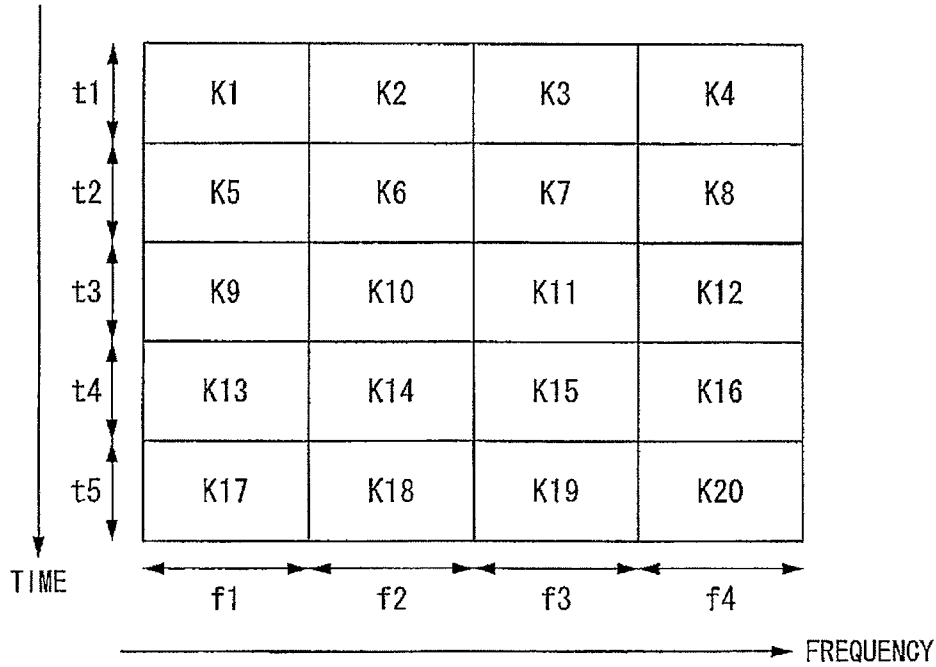 t1 K1 K2 K3 K4
t2 K5 K6 K7 K8
t3 K9 K10 K11 K12
t4 K13 K14 K15 K16
t5 K17 K18 K19 K20
TIME
f1 f2 f3 f4
FREQUENCY